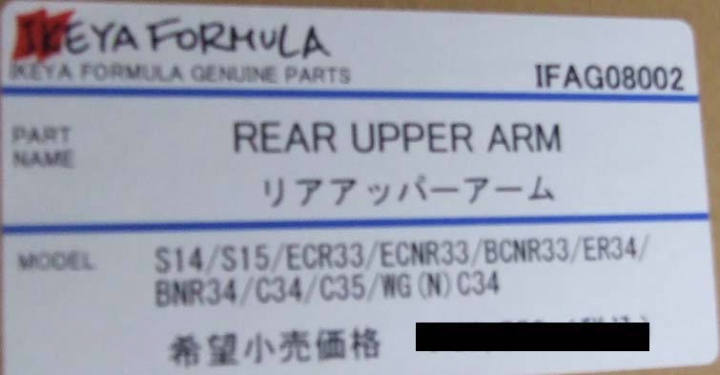 IKEYA FORMULA
IKEYA FORMULA GENUINE PARTS
IFAG08002
PART NAME
REAR UPPER ARM
リアアッパーアーム
MODEL
S14/S15/ECR33/ECNR33/BCNR33/ER34/
BNR34/C34/C35/WG(N)C34
希望小売価格